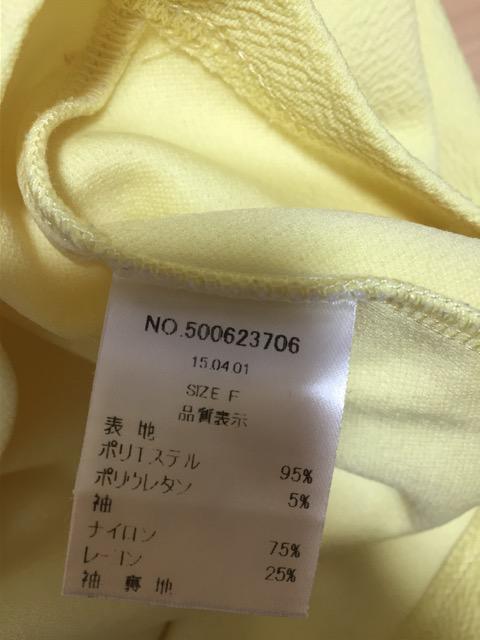 NO.500623706
15.04.01
SIZE F
品質表示
表 地
ポリエステル 95%
ポリウレタン 5%
袖
ナイロン 75%
レーヨン 25%
袖 裏 地